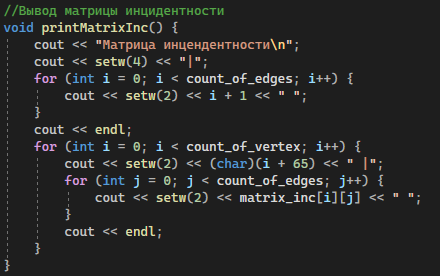 //Вывод матрицы инцидентности
void printMatrixInc() {
    cout << "Матрица инцендентности\n";
    cout << setw(4) << "|";
    for (int i = 0; i < count_of_edges; i++) {
        cout << setw(2) << i + 1 << " ";
    }
    cout << endl;
    for (int i = 0; i < count_of_vertex; i++) {
        cout << setw(2) << (char)(i + 65) << " |";
        for (int j = 0; j < count_of_edges; j++) {
            cout << setw(2) << matrix_inc[i][j] << " ";
        }
        cout << endl;
    }
}